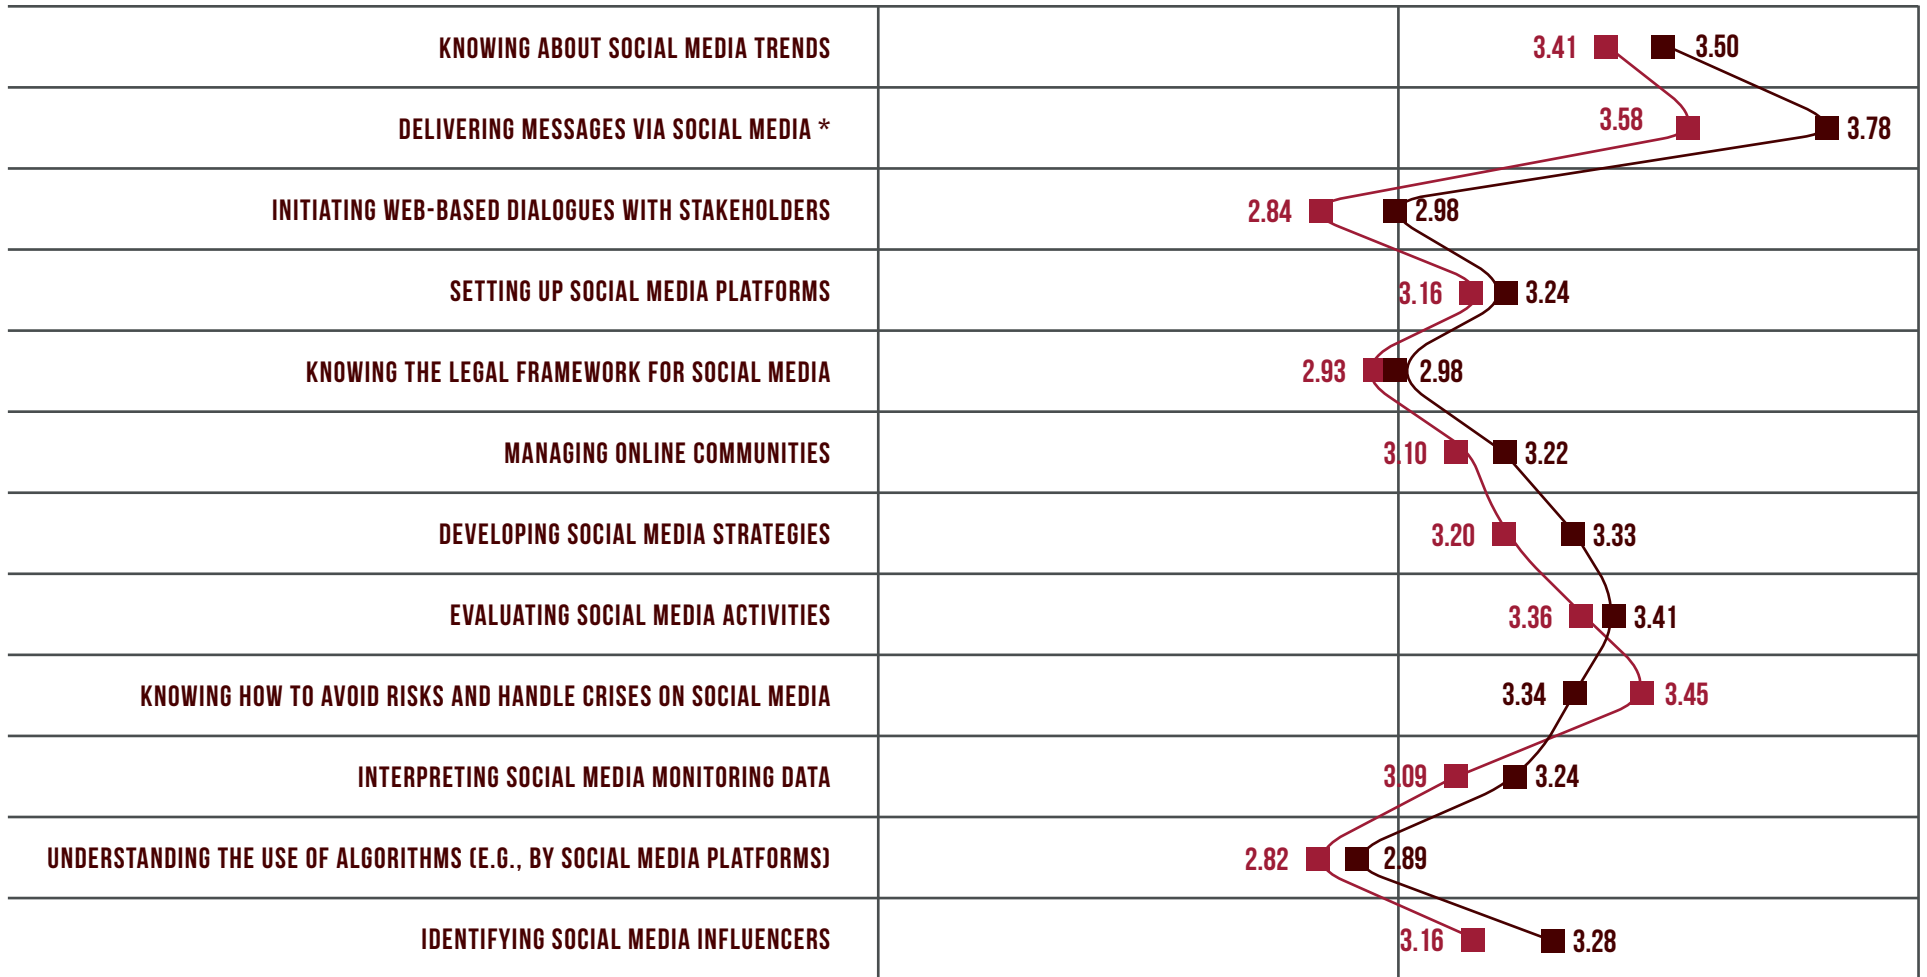 KNOWING ABOUT SOCIAL MEDIA TRENDS 3.41 3.50
DELIVERING MESSAGES VIA SOCIAL MEDIA * 3.58 3.78
INITIATING WEB-BASED DIALOGUES WITH STAKEHOLDERS 2.84 2.98
SETTING UP SOCIAL MEDIA PLATFORMS 3.16 3.24
KNOWING THE LEGAL FRAMEWORK FOR SOCIAL MEDIA 2.93 2.98
MANAGING ONLINE COMMUNITIES 3.10 3.22
DEVELOPING SOCIAL MEDIA STRATEGIES 3.20 3.33
EVALUATING SOCIAL MEDIA ACTIVITIES 3.36 3.41
KNOWING HOW TO AVOID RISKS AND HANDLE CRISES ON SOCIAL MEDIA 3.34 3.45
INTERPRETING SOCIAL MEDIA MONITORING DATA 3.09 3.24
UNDERSTANDING THE USE OF ALGORITHMS (E.G., BY SOCIAL MEDIA PLATFORMS) 2.82 2.89
IDENTIFYING SOCIAL MEDIA INFLUENCERS 3.16 3.28